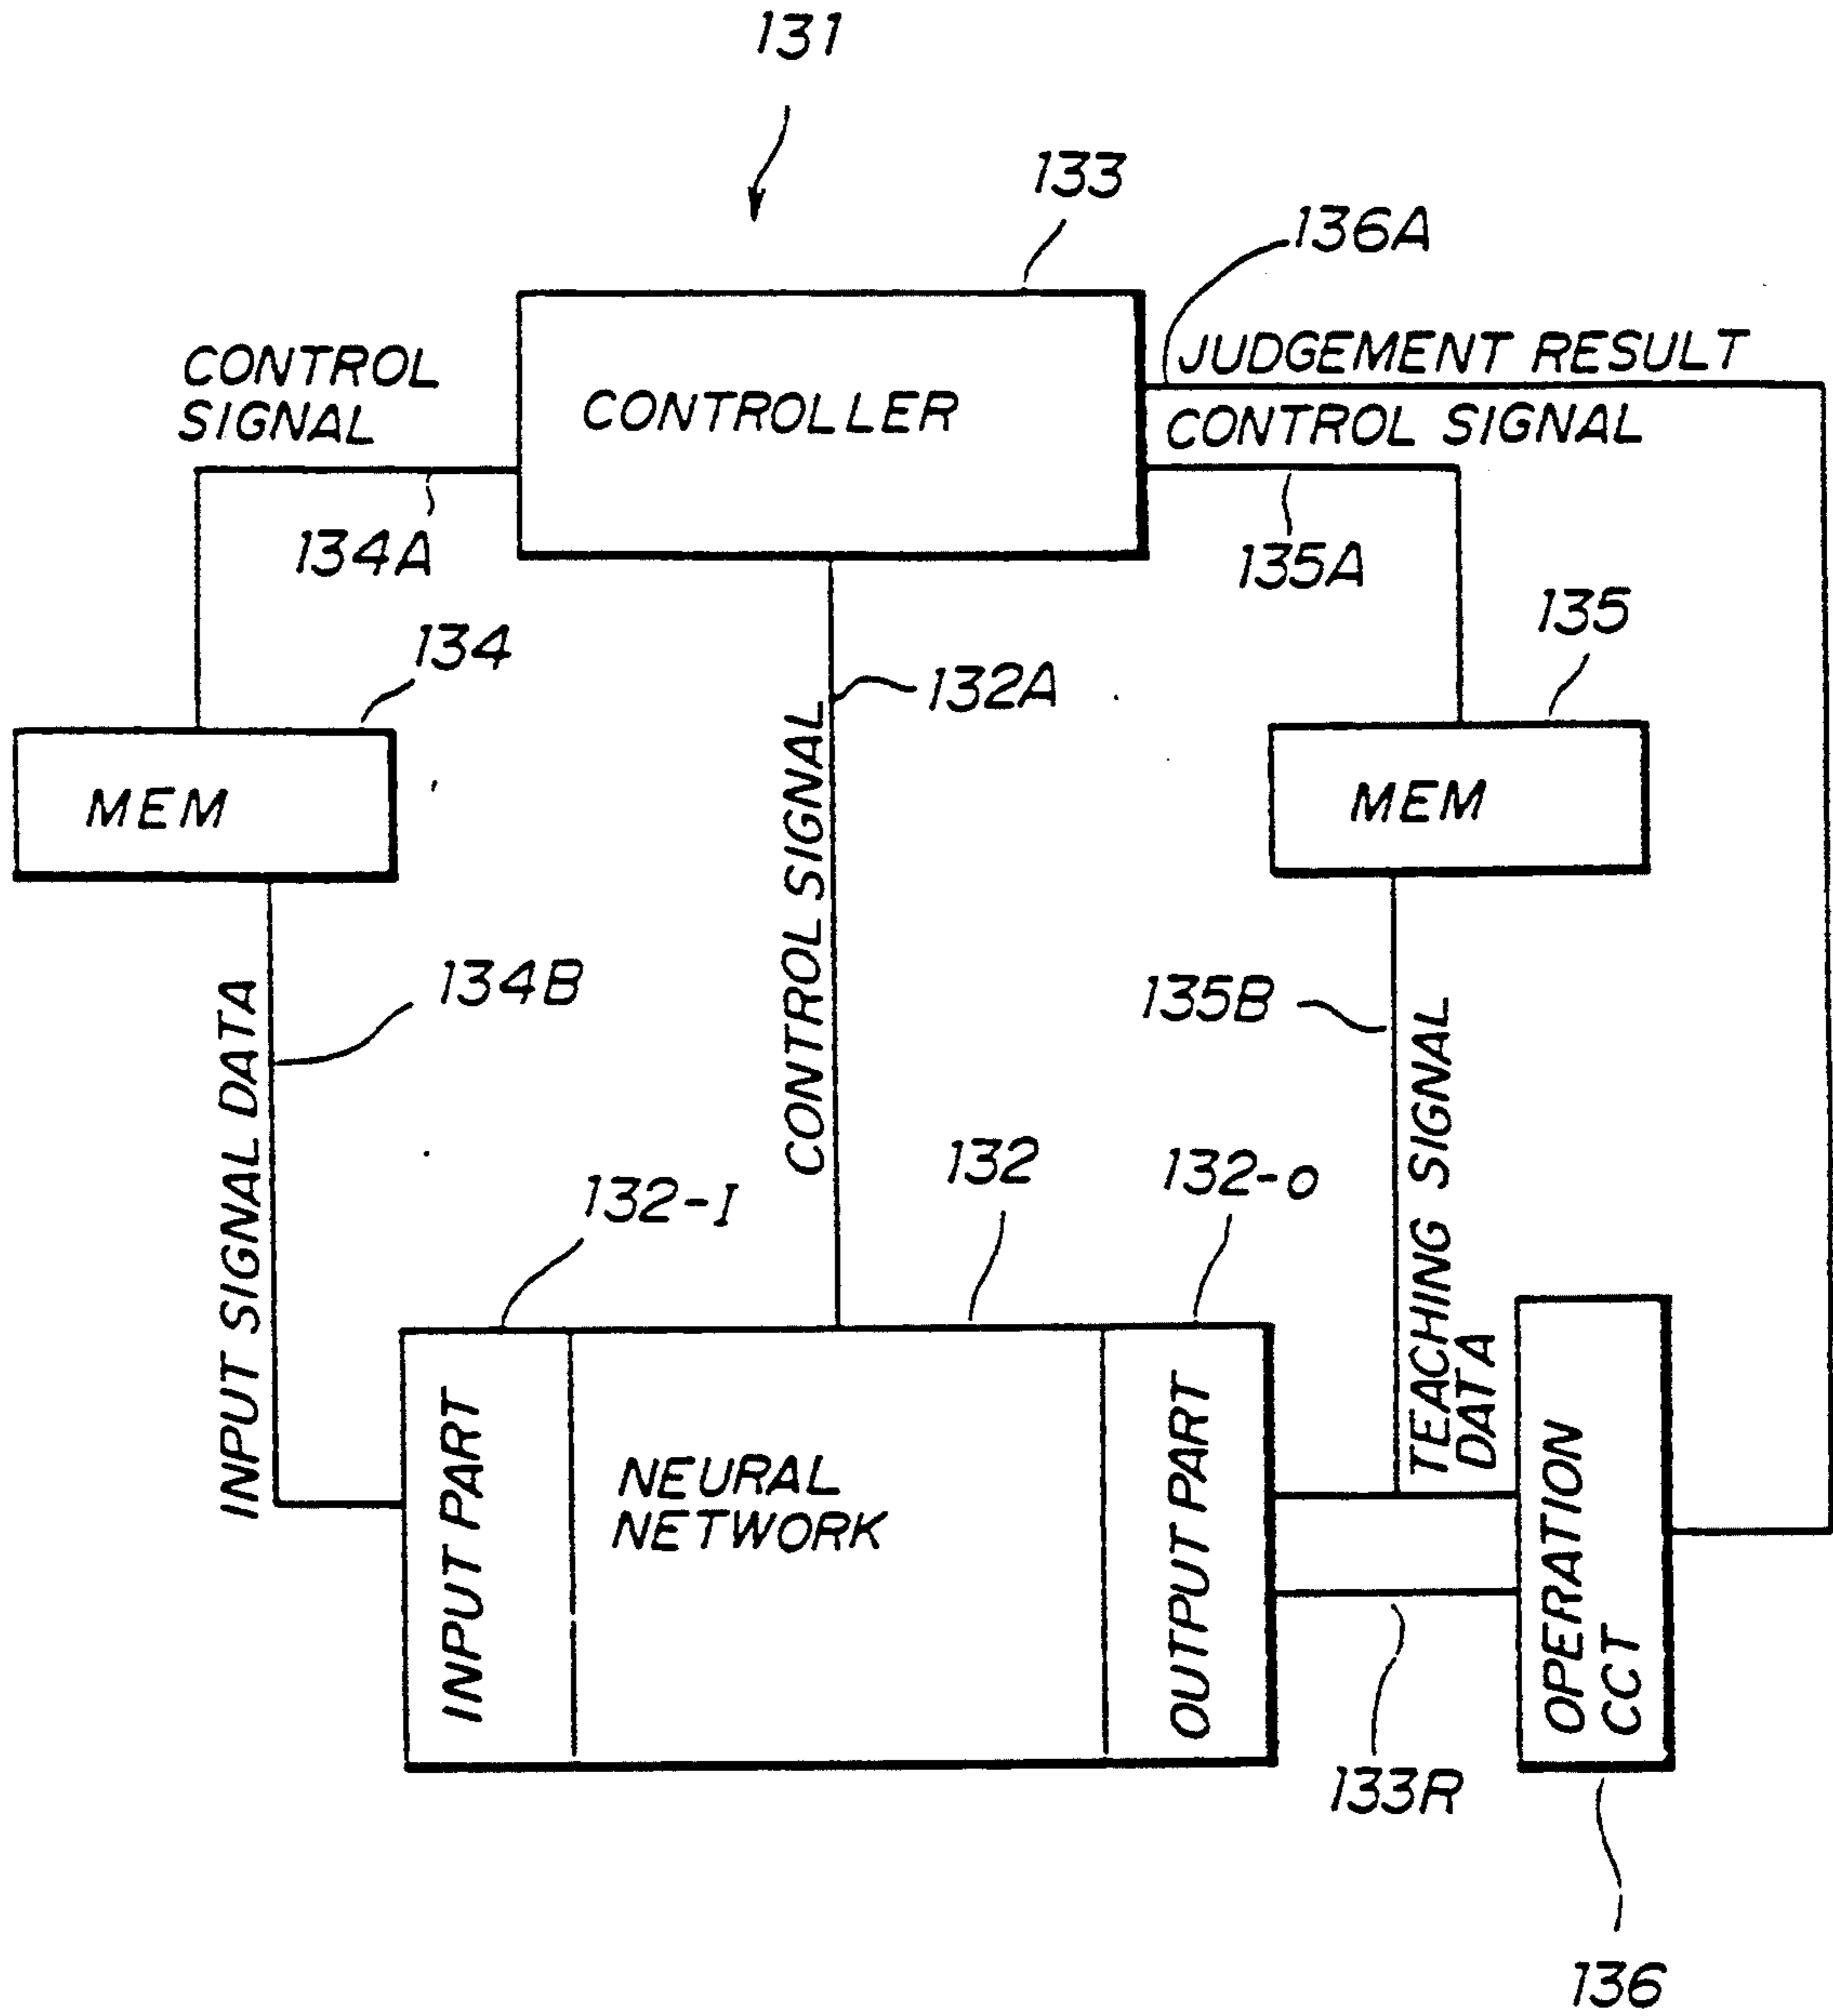 131
133
136A
JUDGEMENT RESULT
CONTROL
SIGNAL
CONTROLLER
CONTROL SIGNAL
134A
135A
134
135
132A
MEM
MEM
CONTROL SIGNAL
134B
135B
INPUT SIGNAL DATA
TEACHING SIGNAL
DATA
132-I
132
132-O
INPUT PART
NEURAL
NETWORK
OUTPUT PART
OPERATION
CCT
133R
136